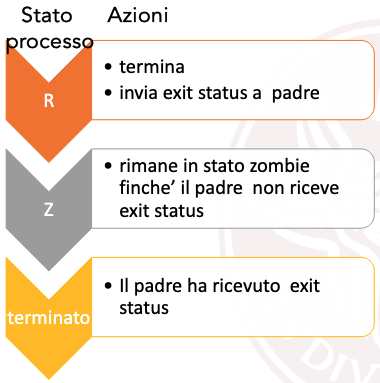 Stato
processo
Azioni
R
• termina
• invia exit status a padre
Z
• rimane in stato zombie
finche’ il padre non riceve
exit status
terminato
• Il padre ha ricevuto exit
status
DIV